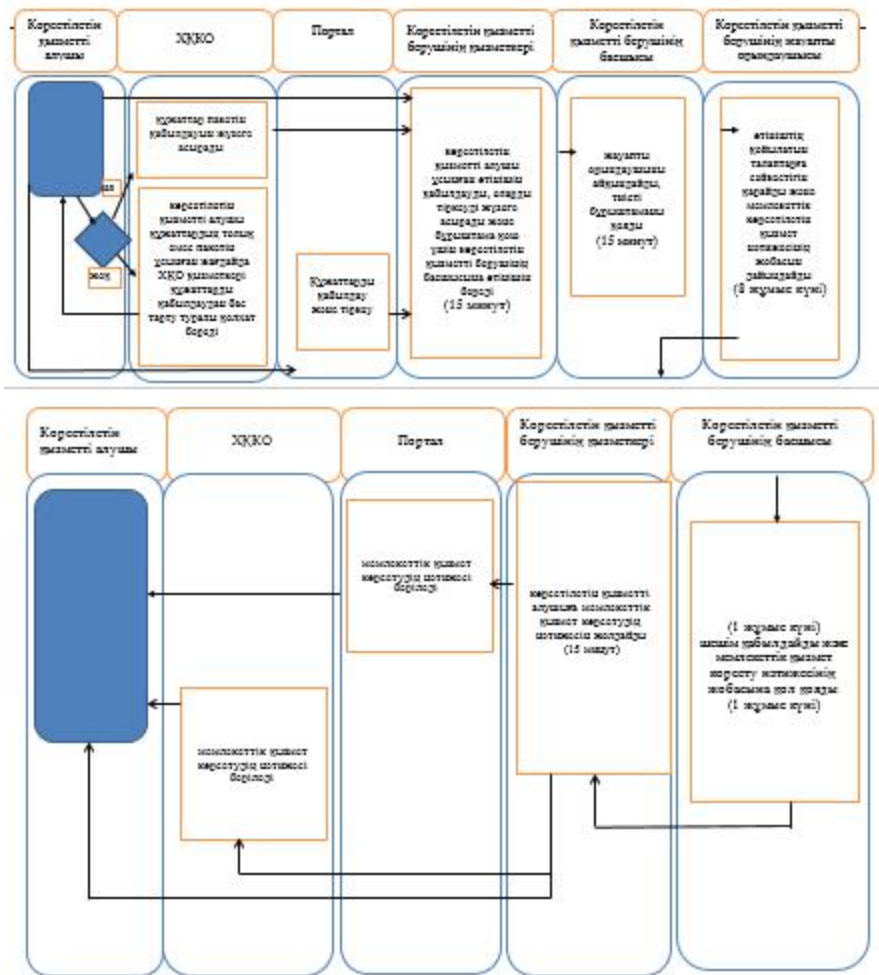 Көрсетілетін
қызметті
алушы
ХҚКО
Портал
Көрсетілетін қызметті
берушінің қызметкері
Көрсетілетін
қызметті берушінің
басшысы
Көрсетілетін қызметті
берушінің жауапты
орындаушысы
құжаттар пакетін
қабылдауын жүзеге
асырады
жоқ
көрсетілетін
қызметті алушы
құжаттардың толық
емес пакетін
ұсынған жағдайда
ХҚКО қызметкері
құжаттарды
қабылдаудан бас
тарту туралы қолхат
береді
Құжаттарды
қабылдау
және тіркеу
көрсетілетін
қызметті алушы
ұсынған өтінішін
қабылдауды, оларды
тіркеуді жүзеге
асырады және
бұрыштама қою
үшін көрсетілетін
қызметті берушінің
басшысына өтінішін
береді
(15 минут)
жауапты
орындаушыны
айқындайды,
тиісті
бұрыштаманы
қояды
(15 минут)
өтініштің
қойылатын
талаптарға
сәйкестігін
қарайды және
мемлекеттік
көрсетілетін
қызмет
нәтижесінің
жобасын
дайындайды
(8 жұмыс күні)
Көрсетілетін
қызметті алушы
ХҚКО
Портал
Көрсетілетін қызметті
берушінің қызметкері
Көрсетілетін қызметті
берушінің басшысы
мемлекеттік қызмет
көрсетудің нәтижесі
беріледі
мемлекеттік қызмет
көрсетудің нәтижесі
беріледі
көрсетілетін қызметті
алушыға мемлекеттік
қызмет көрсетудің
нәтижесін жолдайды
(15 минут)
(1 жұмыс күні)
шешім қабылдайды және
мемлекеттік қызмет
көрсету нәтижесінің
жобасына қол қояды
(1 жұмыс күні)